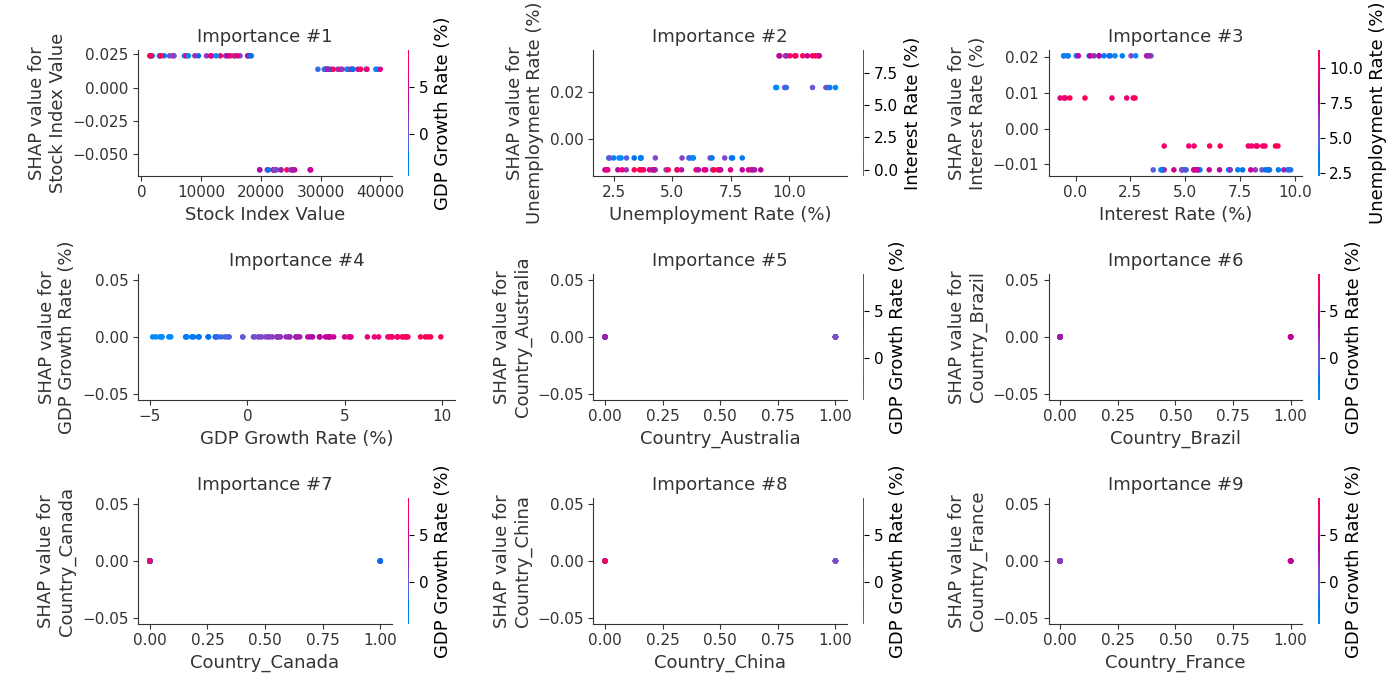 Importance #1
SHAP value for
Stock Index Value
0.025
0.000
−0.025
−0.050
0
10000
20000
30000
40000
Stock Index Value
5
0
GDP Growth Rate (%)
Importance #2
SHAP value for
Unemployment Rate (%)
0.02
0.00
2.5
5.0
7.5
10.0
Unemployment Rate (%)
7.5
5.0
2.5
0.0
Interest Rate (%)
Importance #3
SHAP value for
Interest Rate (%)
0.02
0.01
0.00
−0.01
0.0
2.5
5.0
7.5
10.0
Interest Rate (%)
10.0
7.5
5.0
2.5
Unemployment Rate (%)
Importance #4
SHAP value for
GDP Growth Rate (%)
0.05
0.00
−0.05
−5
0
5
10
GDP Growth Rate (%)
Importance #5
SHAP value for
Country_Australia
0.05
0.00
−0.05
0.00
0.25
0.50
0.75
1.00
Country_Australia
5
0
GDP Growth Rate (%)
Importance #6
SHAP value for
Country_Brazil
0.05
0.00
−0.05
0.00
0.25
0.50
0.75
1.00
Country_Brazil
5
0
GDP Growth Rate (%)
Importance #7
SHAP value for
Country_Canada
0.05
0.00
−0.05
0.00
0.25
0.50
0.75
1.00
Country_Canada
5
0
GDP Growth Rate (%)
Importance #8
SHAP value for
Country_China
0.05
0.00
−0.05
0.00
0.25
0.50
0.75
1.00
Country_China
5
0
GDP Growth Rate (%)
Importance #9
SHAP value for
Country_France
0.05
0.00
−0.05
0.00
0.25
0.50
0.75
1.00
Country_France
5
0
GDP Growth Rate (%)